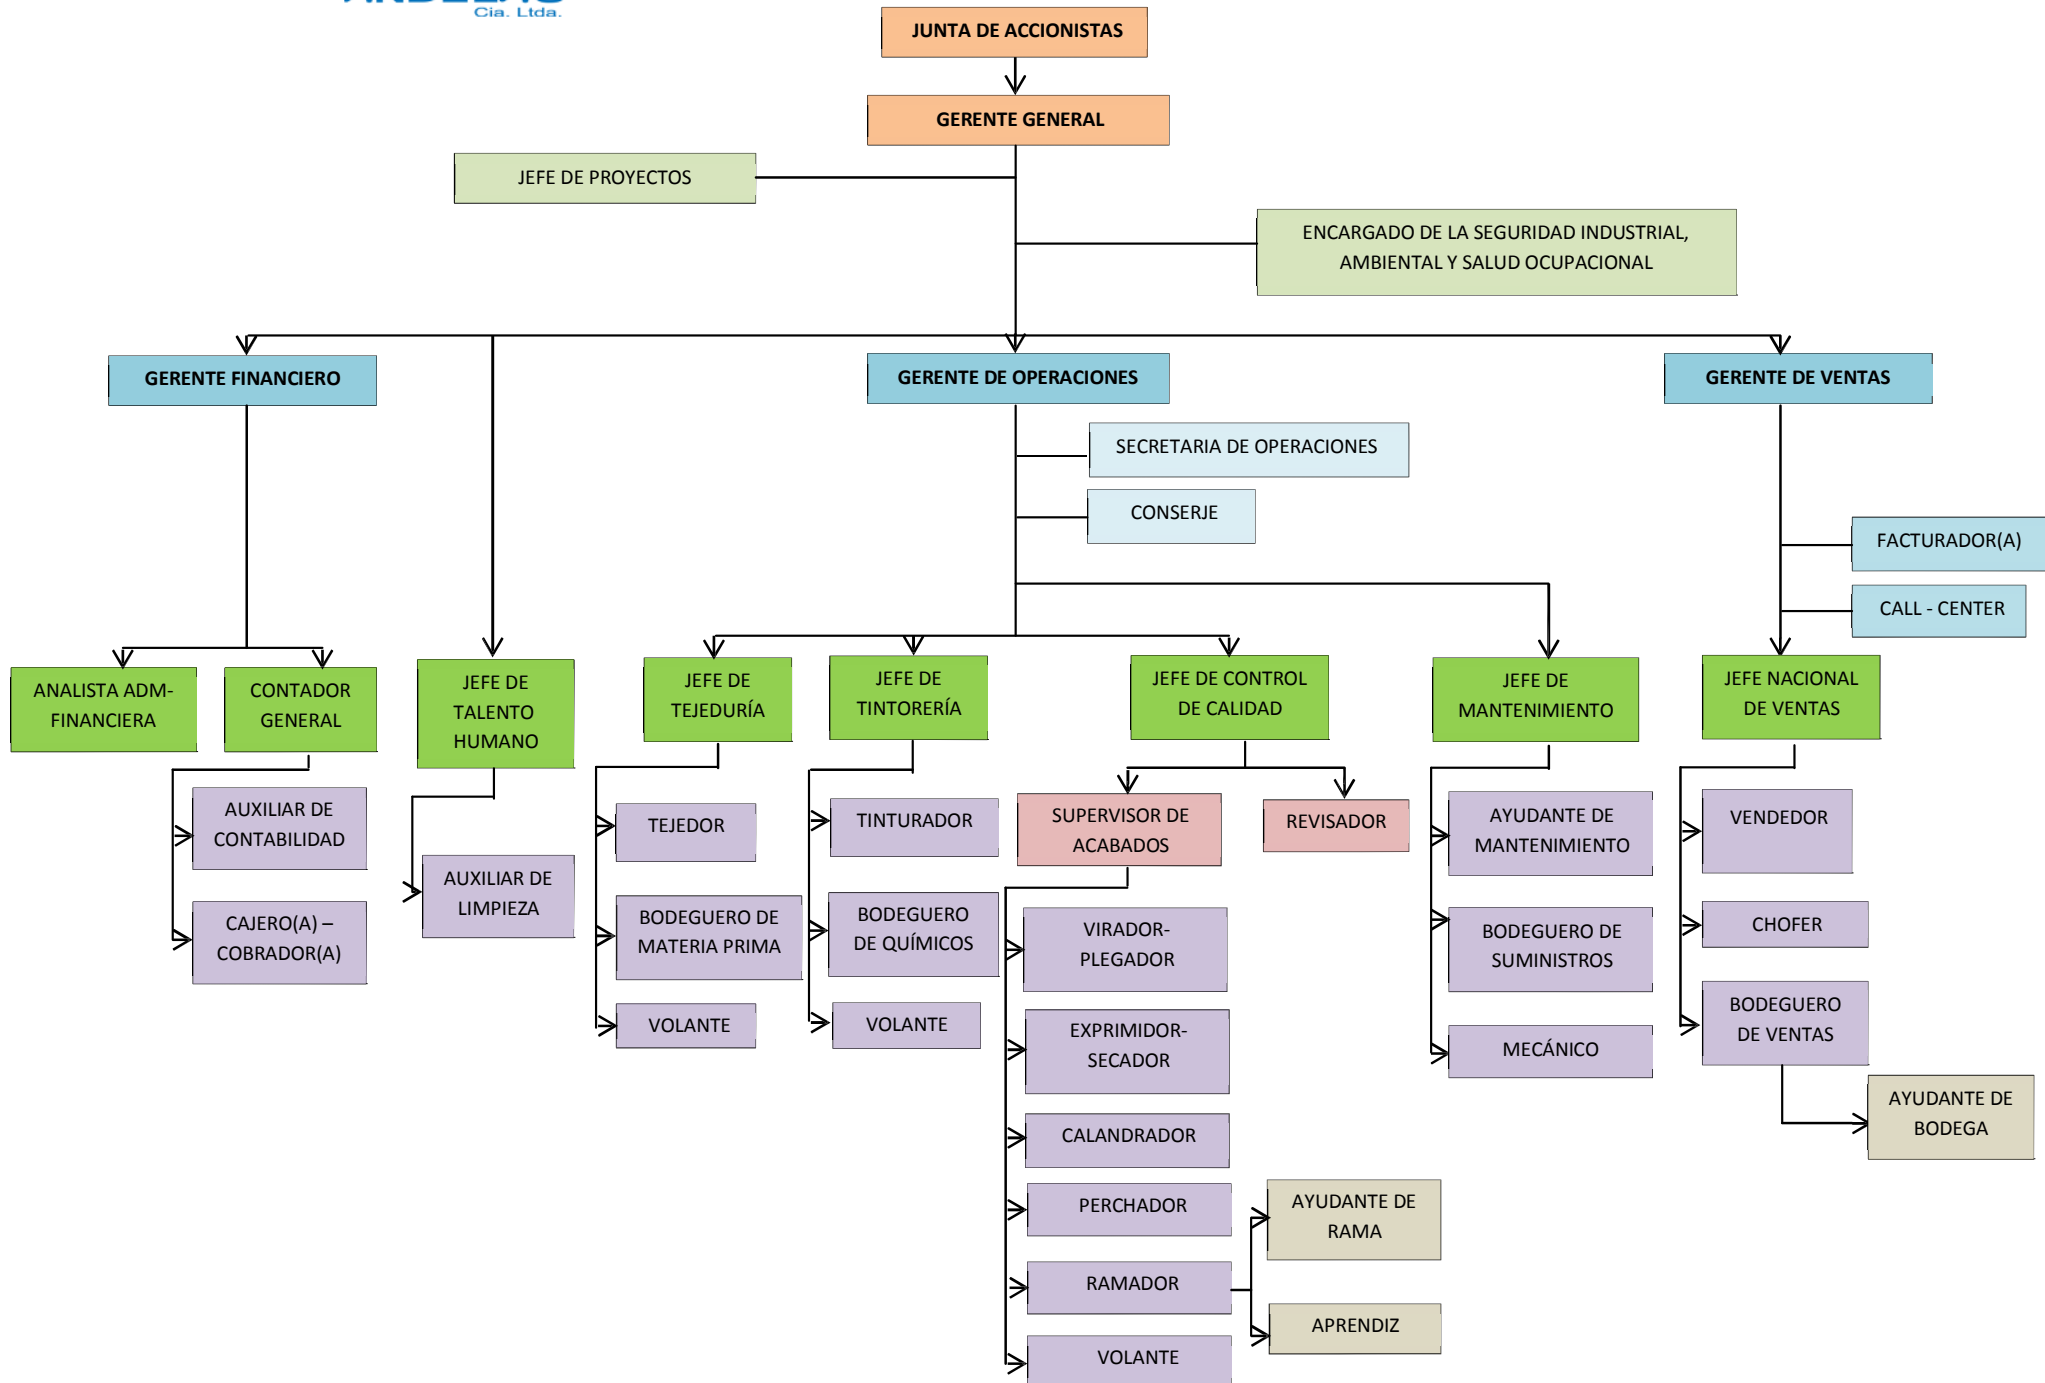 Cia. Ltda.
JUNTA DE ACCIONISTAS
GERENTE GENERAL
JEFE DE PROYECTOS
ENCARGADO DE LA SEGURIDAD INDUSTRIAL,
AMBIENTAL Y SALUD OCUPACIONAL
GERENTE FINANCIERO
GERENTE DE OPERACIONES
GERENTE DE VENTAS
SECRETARIA DE OPERACIONES
CONSERJE
FACTURADOR(A)
CALL - CENTER
ANALISTA ADM-
FINANCIERA
CONTADOR
GENERAL
JEFE DE
TALENTO
HUMANO
JEFE DE
TEJEDURÍA
JEFE DE
TINTORERÍA
JEFE DE CONTROL
DE CALIDAD
JEFE DE
MANTENIMIENTO
JEFE NACIONAL
DE VENTAS
AUXILIAR DE
CONTABILIDAD
CAJERO(A) –
COBRADOR(A)
AUXILIAR DE
LIMPIEZA
TEJEDOR
BODEGUERO DE
MATERIA PRIMA
VOLANTE
TINTURADOR
BODEGUERO
DE QUÍMICOS
VOLANTE
SUPERVISOR DE
ACABADOS
REVISADOR
VIRADOR-
PLEGADOR
EXPRIMIDOR-
SECADOR
CALANDRADOR
PERCHADOR
RAMADOR
VOLANTE
AYUDANTE DE
RAMA
APRENDIZ
AYUDANTE DE
MANTENIMIENTO
BODEGUERO DE
SUMINISTROS
MECÁNICO
VENDEDOR
CHOFER
BODEGUERO
DE VENTAS
AYUDANTE DE
BODEGA